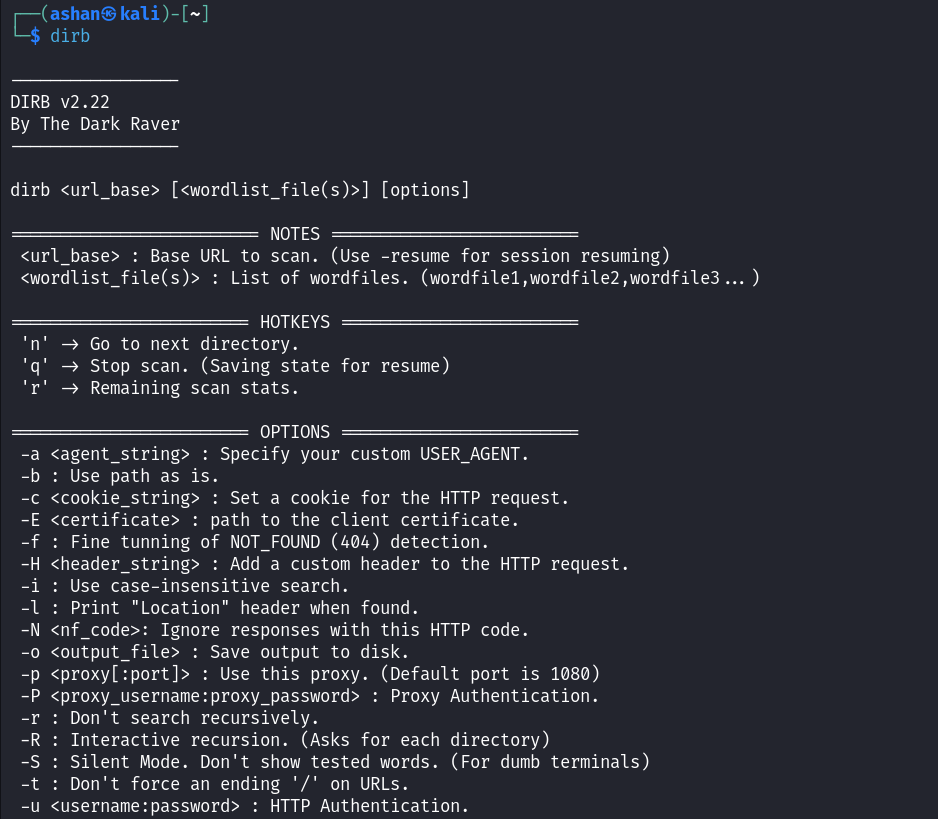 ┌──(ashan㉿kali)-[~]
└─$ dirb
-----------------
DIRB v2.22
By The Dark Raver
-----------------
dirb <url_base> [<wordlist_file(s)>] [options]
========================= NOTES =========================
<url_base> : Base URL to scan. (Use -resume for session resuming)
<wordlist_file(s)> : List of wordfiles. (wordfile1,wordfile2,wordfile3...)
======================== HOTKEYS ========================
'n' -> Go to next directory.
'q' -> Stop scan. (Saving state for resume)
'r' -> Remaining scan stats.
======================== OPTIONS ========================
-a <agent_string> : Specify your custom USER_AGENT.
-b : Use path as is.
-c <cookie_string> : Set a cookie for the HTTP request.
-E <certificate> : path to the client certificate.
-f : Fine tunning of NOT_FOUND (404) detection.
-H <header_string> : Add a custom header to the HTTP request.
-i : Use case-insensitive search.
-l : Print "Location" header when found.
-N <nf_code>: Ignore responses with this HTTP code.
-o <output_file> : Save output to disk.
-p <proxy[:port]> : Use this proxy. (Default port is 1080)
-P <proxy_username:proxy_password> : Proxy Authentication.
-r : Don't search recursively.
-R : Interactive recursion. (Asks for each directory)
-S : Silent Mode. Don't show tested words. (For dumb terminals)
-t : Don't force an ending '/' on URLs.
-u <username:password> : HTTP Authentication.